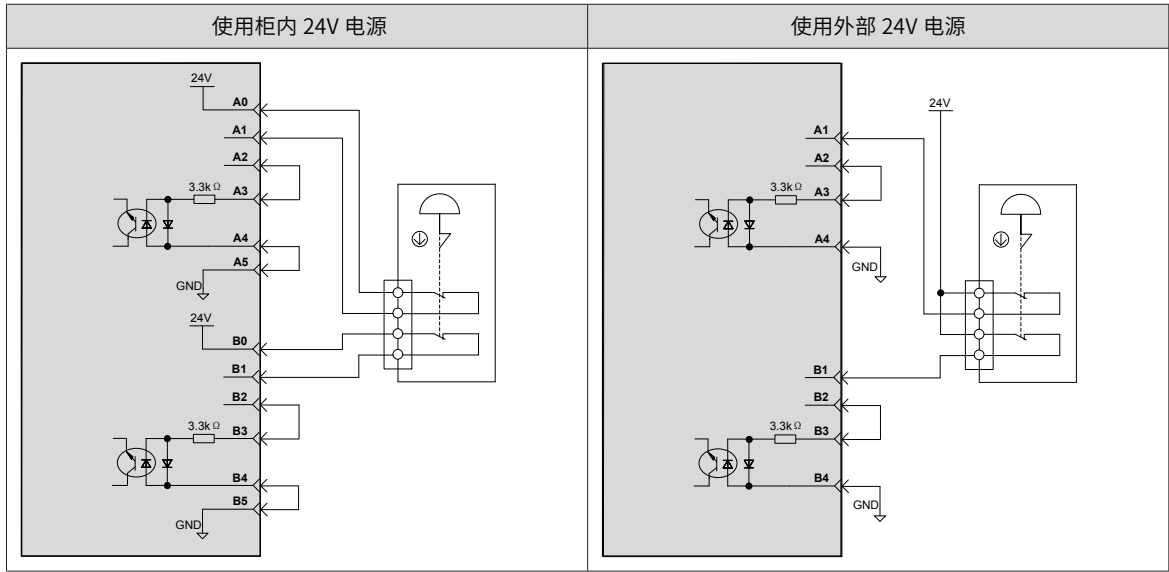 使用柜内 24V 电源
使用外部 24V 电源
24V
A0
A1
A2
3.3kΩ
A3
A4
A5
GND
24V
B0
B1
B2
3.3kΩ
B3
B4
B5
GND
24V
A1
A2
3.3kΩ
A3
A4
GND
B1
B2
3.3kΩ
B3
B4
GND